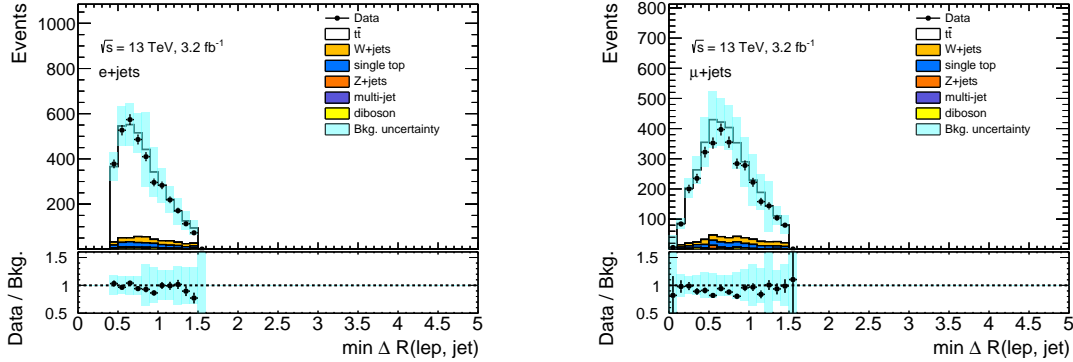 Events
1000
800
600
400
200
√s = 13 TeV, 3.2 fb⁻¹
e+jets
Data
tt̄
W+jets
single top
Z+jets
multi-jet
diboson
Bkg. uncertainty
Data / Bkg.
1.5
1
0.5
0 0.5 1 1.5 2 2.5 3 3.5 4 4.5 5
min Δ R(lep, jet)
Events
800
700
600
500
400
300
200
100
√s = 13 TeV, 3.2 fb⁻¹
μ+jets
Data
tt̄
W+jets
single top
Z+jets
multi-jet
diboson
Bkg. uncertainty
Data / Bkg.
1.5
1
0.5
0 0.5 1 1.5 2 2.5 3 3.5 4 4.5 5
min Δ R(lep, jet)